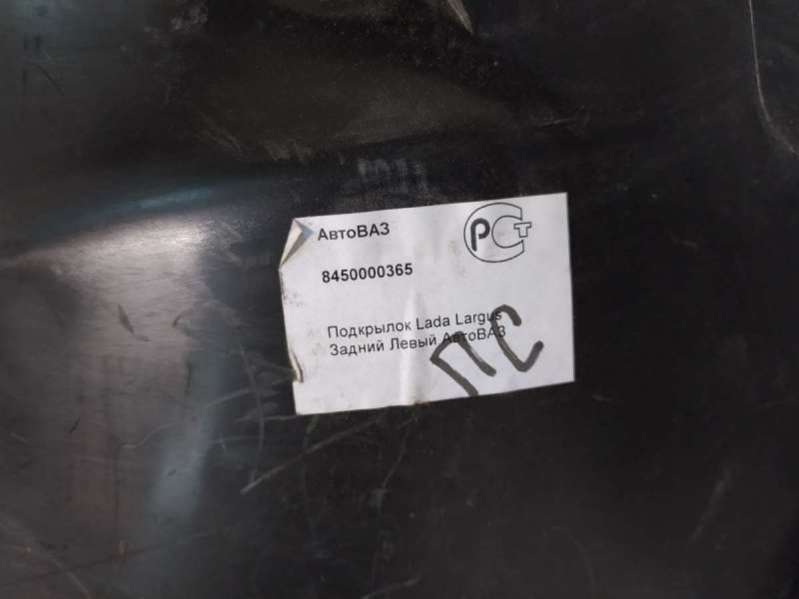 АвтоВАЗ
РСТ
8450000365
Подкрылок Lada Largus
Задний Левый АвтоВАЗ
ПС